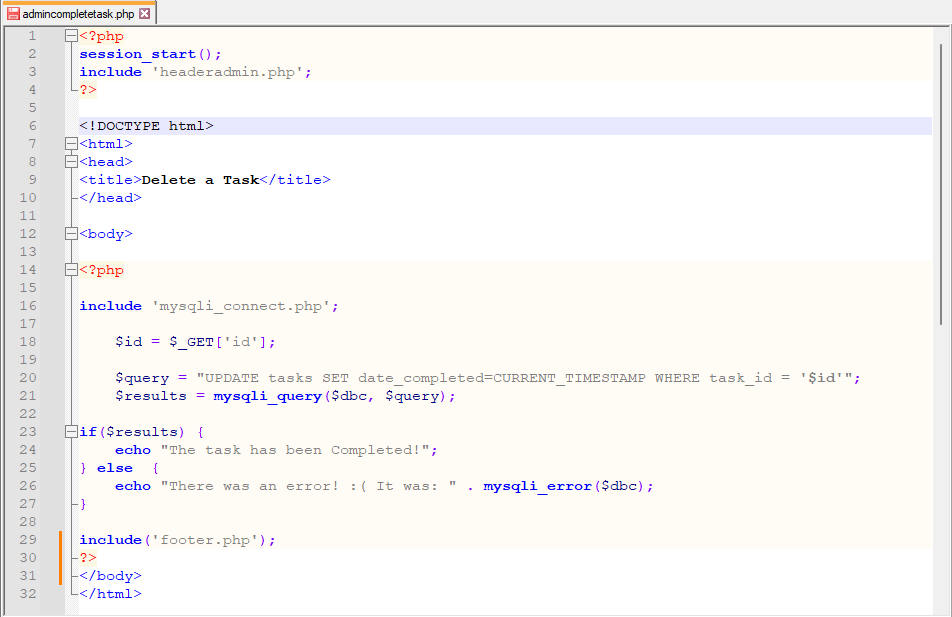 admincompletetask.php
1 <?php
2 session_start();
3 include 'headeradmin.php';
4 ?>
5
6 <!DOCTYPE html>
7 <html>
8 <head>
9 <title>Delete a Task</title>
10 </head>
11
12 <body>
13
14 <?php
15
16 include 'mysqli_connect.php';
17
18 $id = $_GET['id'];
19
20 $query = "UPDATE tasks SET date_completed=CURRENT_TIMESTAMP WHERE task_id = '$id'";
21 $results = mysqli_query($dbc, $query);
22
23 if($results) {
24 echo "The task has been Completed!";
25 } else  {
26 echo "There was an error! :( It was: " . mysqli_error($dbc);
27 }
28
29 include('footer.php');
30 ?>
31 </body>
32 </html>